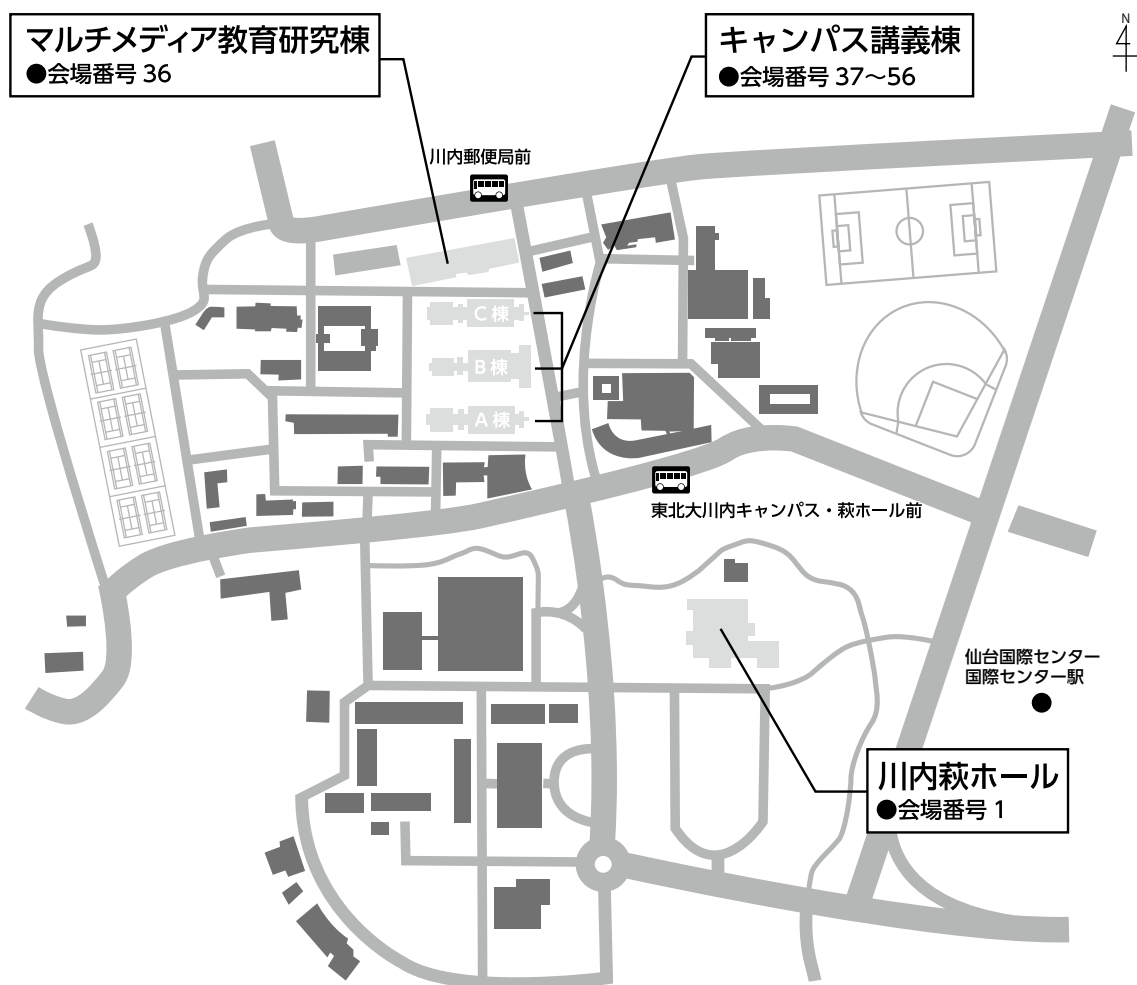 マルチメディア教育研究棟
●会場番号 36
キャンパス講義棟
●会場番号 37～56
N
川内郵便局前
C棟
B棟
A棟
東北大川内キャンパス・萩ホール前
仙台国際センター
国際センター駅
川内萩ホール
●会場番号 1